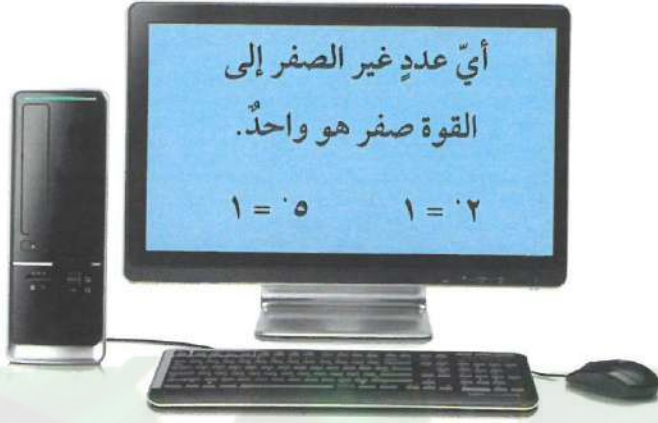 أيّ عددٍ غير الصفر إلى
القوة صفر هو واحدٌ.
٢٠ = ١ ٥٠ = ١